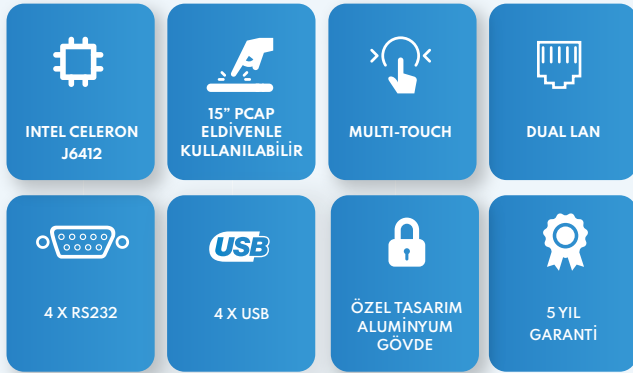 INTEL CELERON
J6412
15” PCAP
ELDİVENLE
KULLANILABİLİR
MULTI-TOUCH
DUAL LAN
4 X RS232
USB
4 X USB
ÖZEL TASARIM
ALUMİNYUM
GÖVDE
5 YIL
GARANTİ